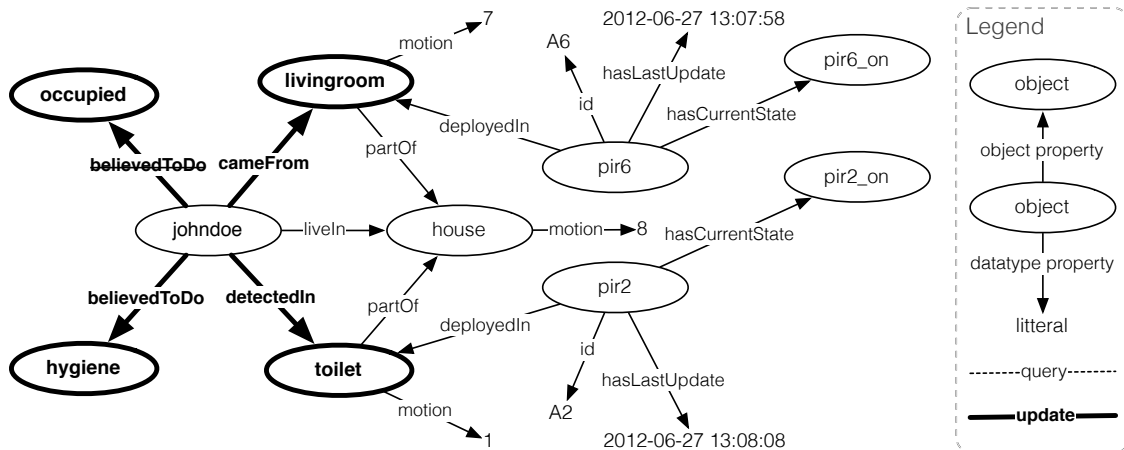 7
2012-06-27 13:07:58
Legend
motion
A6
pir6_on
livingroom
hasLastUpdate
occupied
object
id
hasCurrentState
deployedIn
partOf
object property
believedToDo
cameFrom
pir6
pir2_on
object
johndoe
liveIn
house
motion
8
hasCurrentState
datatype property
believedToDo
detectedIn
pir2
partOf
deployedIn
litteral
id
hygiene
toilet
hasLastUpdate
query
motion
A2
update
1
2012-06-27 13:08:08